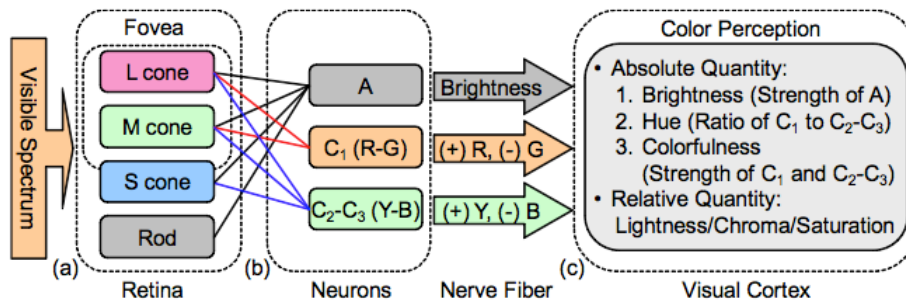 Fovea
Color Perception
Visible Spectrum
L cone
M cone
S cone
Rod
A
C₁ (R-G)
C₂-C₃ (Y-B)
Brightness
(+) R, (-) G
(+) Y, (-) B
• Absolute Quantity:
1. Brightness (Strength of A)
2. Hue (Ratio of C₁ to C₂-C₃)
3. Colorfulness
(Strength of C₁ and C₂-C₃)
• Relative Quantity:
Lightness/Chroma/Saturation
(a)
(b)
(c)
Retina
Neurons
Nerve Fiber
Visual Cortex